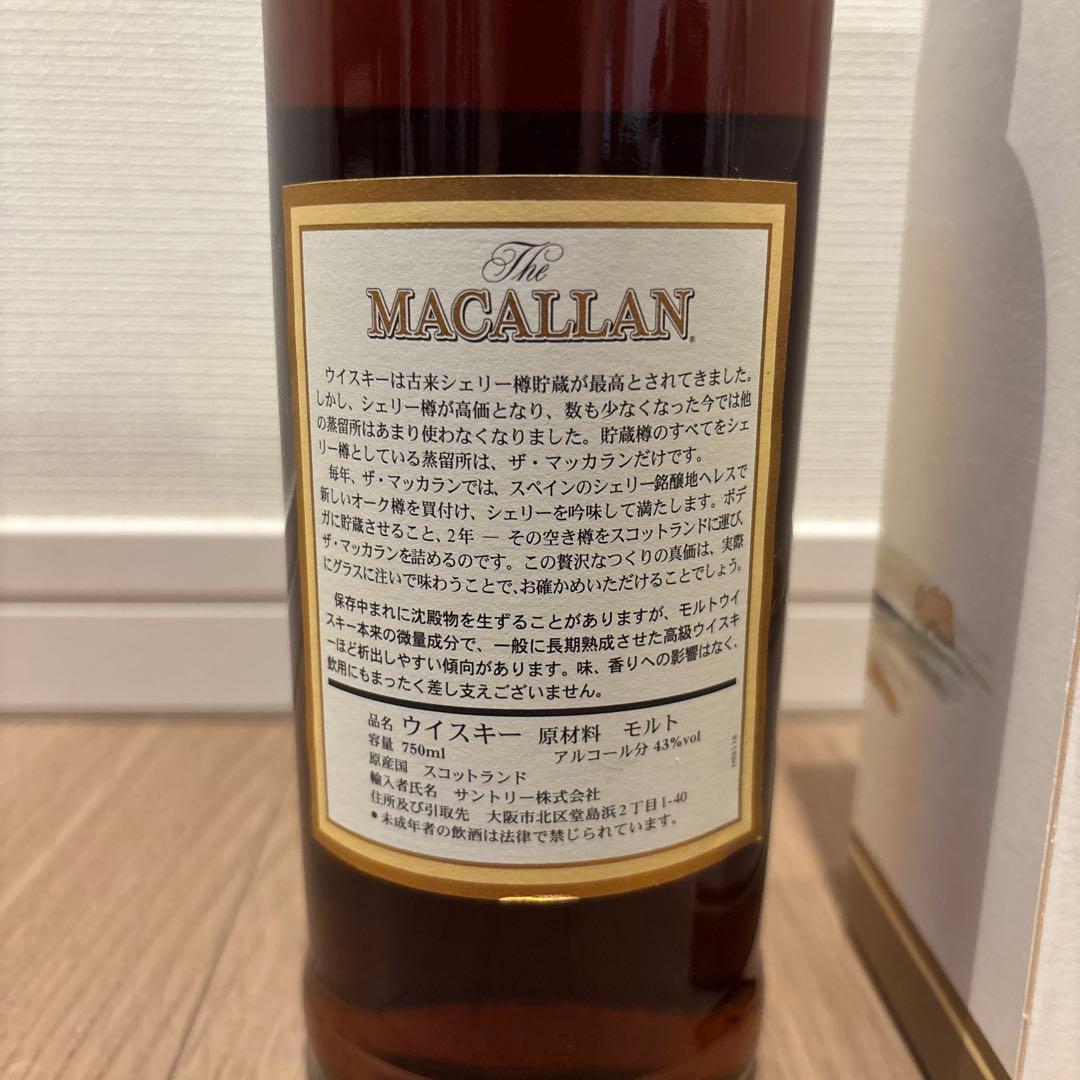 The
MACALLAN®
ウイスキーは古来シェリー樽貯蔵が最高とされてきました。
しかし、シェリー樽が高価となり、数も少なくなった今では他
の蒸留所はあまり使わなくなりました。貯蔵樽のすべてをシェ
リー樽としている蒸留所は、ザ・マッカランだけです。
毎年、ザ・マッカランでは、スペインのシェリー銘醸地ヘレスで
新しいオーク樽を買付け、シェリーを吟味して満たします。ボデ
ガに貯蔵させること、2年 — その空き樽をスコットランドに運び、
ザ・マッカランを詰めるのです。この贅沢なつくりの真価は、実際
にグラスに注いで味わうことで、お確かめいただけることでしょう。
保存中まれに沈殿物を生ずることがありますが、モルトウイ
スキー本来の微量成分で、一般に長期熟成させた高級ウイスキ
ーほど析出しやすい傾向があります。味、香りへの影響はなく、
飲用にもまったく差し支えございません。
品名 ウイスキー 原材料 モルト
容量 750ml アルコール分 43%vol
原産国 スコットランド
輸入者氏名 サントリー株式会社
住所及び引取先 大阪市北区堂島浜2丁目1-40
●未成年者の飲酒は法律で禁じられています。